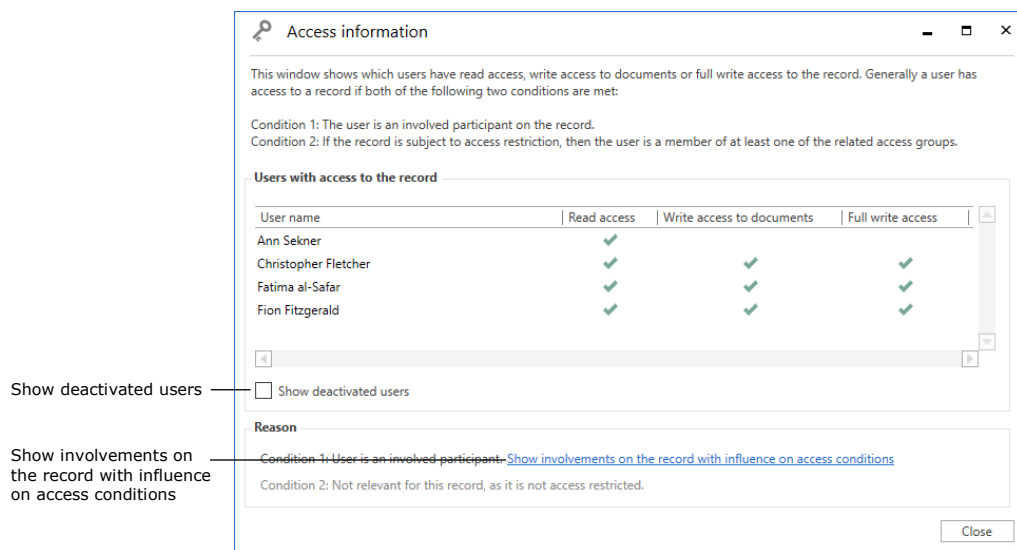 Access information
This window shows which users have read access, write access to documents or full write access to the record. Generally a user has
access to a record if both of the following two conditions are met:
Condition 1: The user is an involved participant on the record.
Condition 2: If the record is subject to access restriction, then the user is a member of at least one of the related access groups.
Users with access to the record
User name Read access Write access to documents Full write access
Ann Sekner
Christopher Fletcher
Fatima al-Safar
Fion Fitzgerald
Show deactivated users
Show deactivated users
Reason
Show involvements on
the record with influence
on access conditions
Condition 1: User is an involved participant. Show involvements on the record with influence on access conditions
Condition 2: Not relevant for this record, as it is not access restricted.
Close